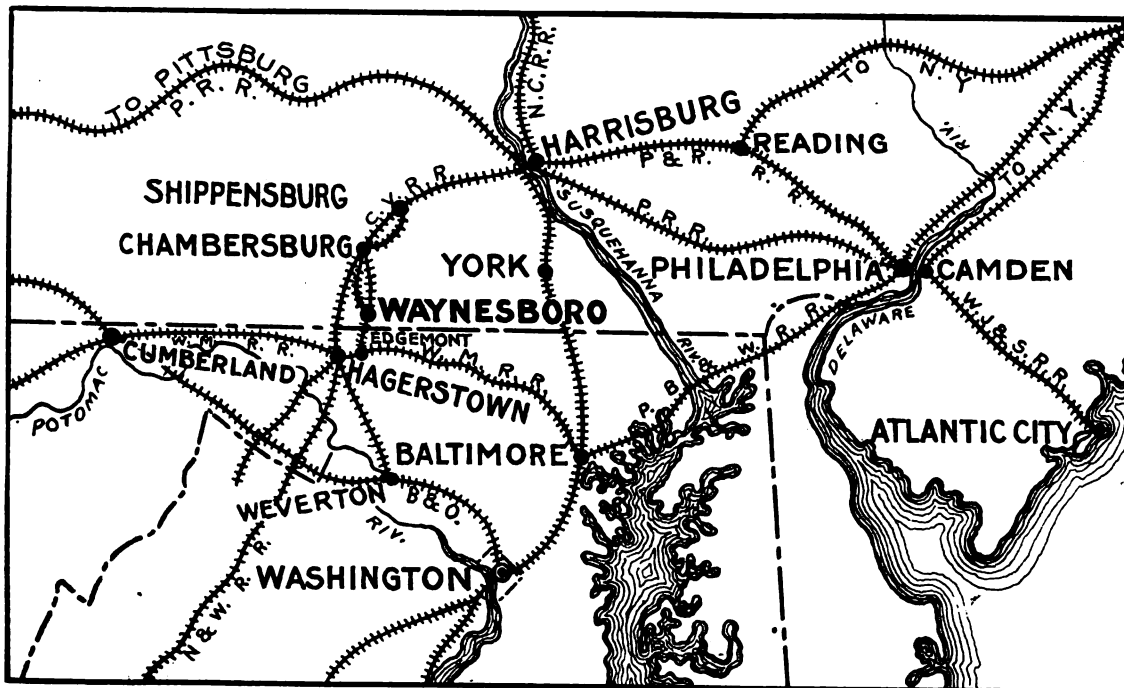 TO PITTSBURG
P. R. R.
N. C. R. R.
TO N. Y.
HARRISBURG
P & R. R. R.
READING
RIV.
TO N. Y.
SHIPPENSBURG
C. V. R. R.
CHAMBERSBURG
SUSQUEHANNA RIVER
P. R. R.
YORK
PHILADELPHIA
CAMDEN
WAYNESBORO
EDGEMONT
W. M. R. R.
CUMBERLAND
HAGERSTOWN
W. M. R. R.
P. B. & W. R. R.
DELAWARE
W. J. & S. R. R.
POTOMAC
ATLANTIC CITY
BALTIMORE
WEVERTON
B & O.
RIV.
WASHINGTON
N & W. R. R.